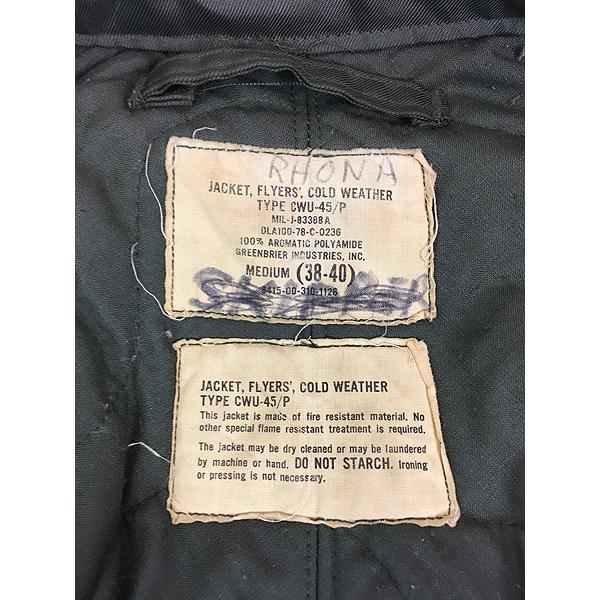 RHONA
JACKET, FLYERS', COLD WEATHER
TYPE CWU-45/P
MIL-J-83388A
DLA100-78-C-0236
100% AROMATIC POLYAMIDE
GREENBRIER INDUSTRIES, INC.
MEDIUM (38-40)
8415-00-310-1126
JACKET, FLYERS', COLD WEATHER
TYPE CWU-45/P
This jacket is made of fire resistant material. No
other special flame resistant treatment is required.
The jacket may be dry cleaned or may be laundered
by machine or hand. DO NOT STARCH. Ironing
or pressing is not necessary.